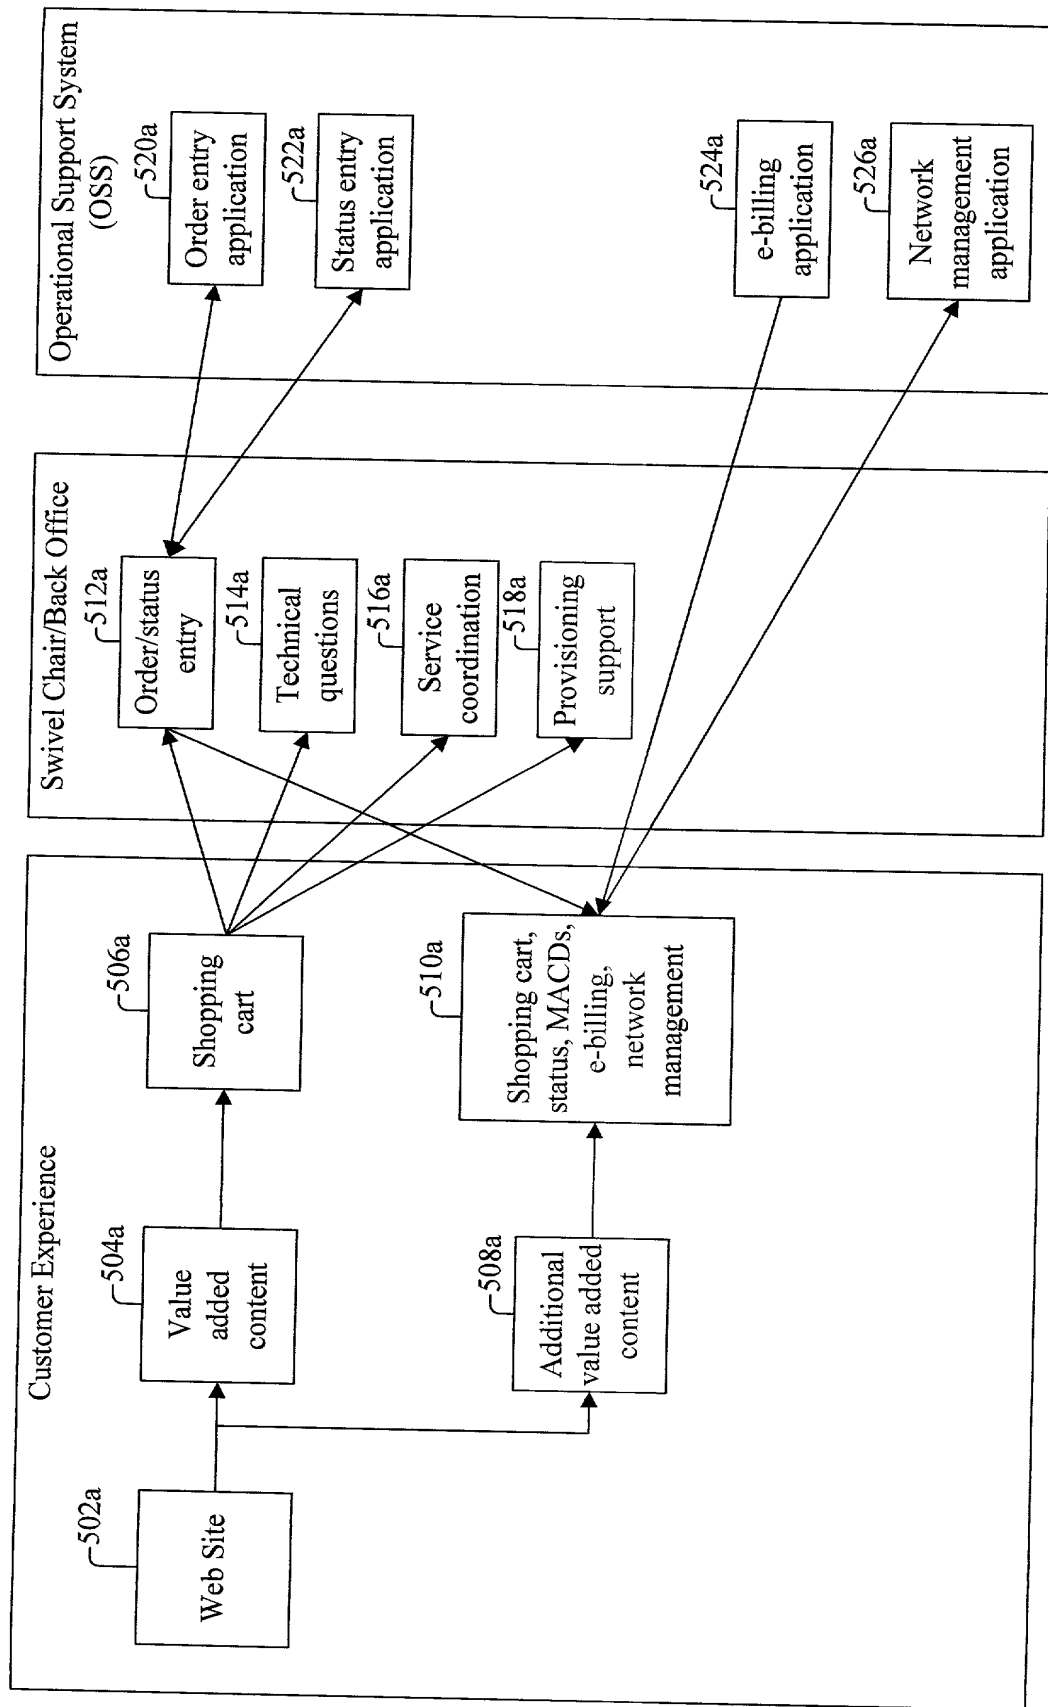 Customer Experience
502a
Web Site
504a
Value
added
content
506a
Shopping
cart
508a
Additional
value added
content
510a
Shopping cart,
status, MACDs,
e-billing,
network
management
Swivel Chair/Back Office
512a
Order/status
entry
514a
Technical
questions
516a
Service
coordination
518a
Provisioning
support
Operational Support System
(OSS)
520a
Order entry
application
522a
Status entry
application
524a
e-billing
application
526a
Network
management
application